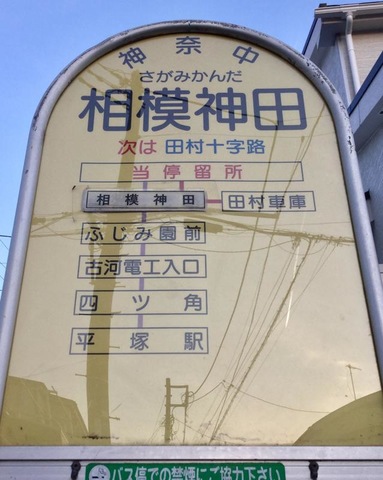 神奈中
さがみかんだ
相模神田
次は 田村十字路
当停留所
相模神田 田村車庫
ふじみ園前
古河電工入口
四ツ角
平塚駅
バス停での禁煙にご協力下さい